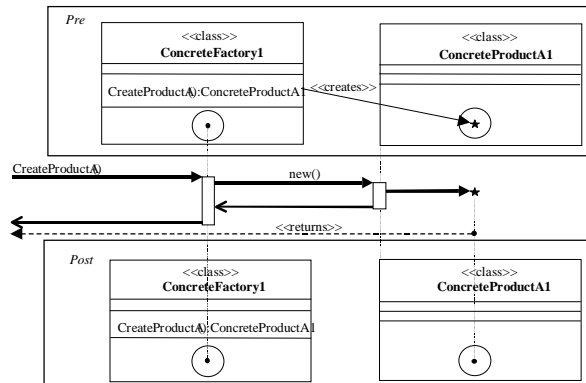 Pre
<<class>>
ConcreteFactory1
CreateProductA():ConcreteProductA1
<<creates>>
<<class>>
ConcreteProductA1
CreateProductA()
new()
<<returns>>
Post
<<class>>
ConcreteFactory1
CreateProductA():ConcreteProductA1
<<class>>
ConcreteProductA1